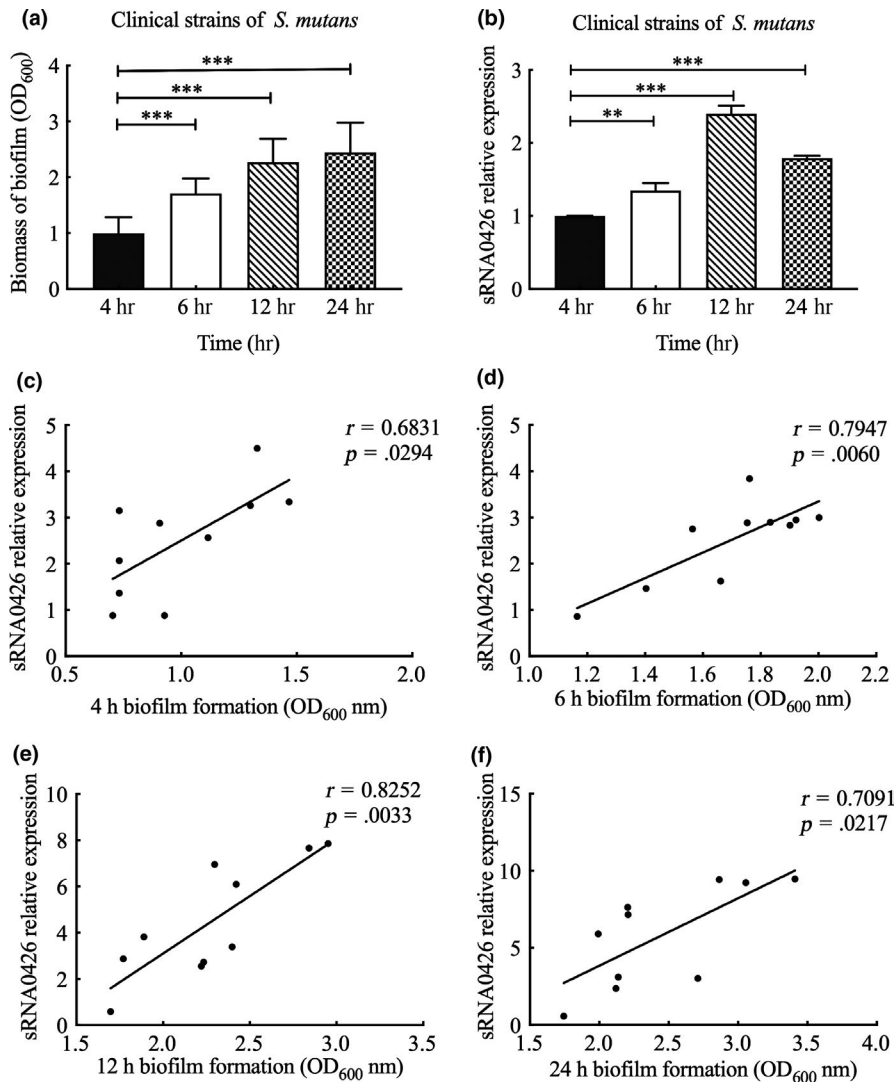 (a)
Clinical strains of S. mutans
Biomass of biofilm (OD600)
4
3
2
1
0
***
***
***
4 hr 6 hr 12 hr 24 hr
Time (hr)
(b)
Clinical strains of S. mutans
sRNA0426 relative expression
3
2
1
0
***
***
**
4 hr 6 hr 12 hr 24 hr
Time (hr)
(c)
sRNA0426 relative expression
5
4
3
2
1
0
r = 0.6831
p = .0294
0.5 1.0 1.5 2.0
4 h biofilm formation (OD600 nm)
(d)
sRNA0426 relative expression
5
4
3
2
1
0
r = 0.7947
p = .0060
1.0 1.2 1.4 1.6 1.8 2.0 2.2
6 h biofilm formation (OD600 nm)
(e)
sRNA0426 relative expression
10
8
6
4
2
0
r = 0.8252
p = .0033
1.5 2.0 2.5 3.0 3.5
12 h biofilm formation (OD600 nm)
(f)
sRNA0426 relative expression
15
10
5
0
r = 0.7091
p = .0217
1.5 2.0 2.5 3.0 3.5 4.0
24 h biofilm formation (OD600 nm)